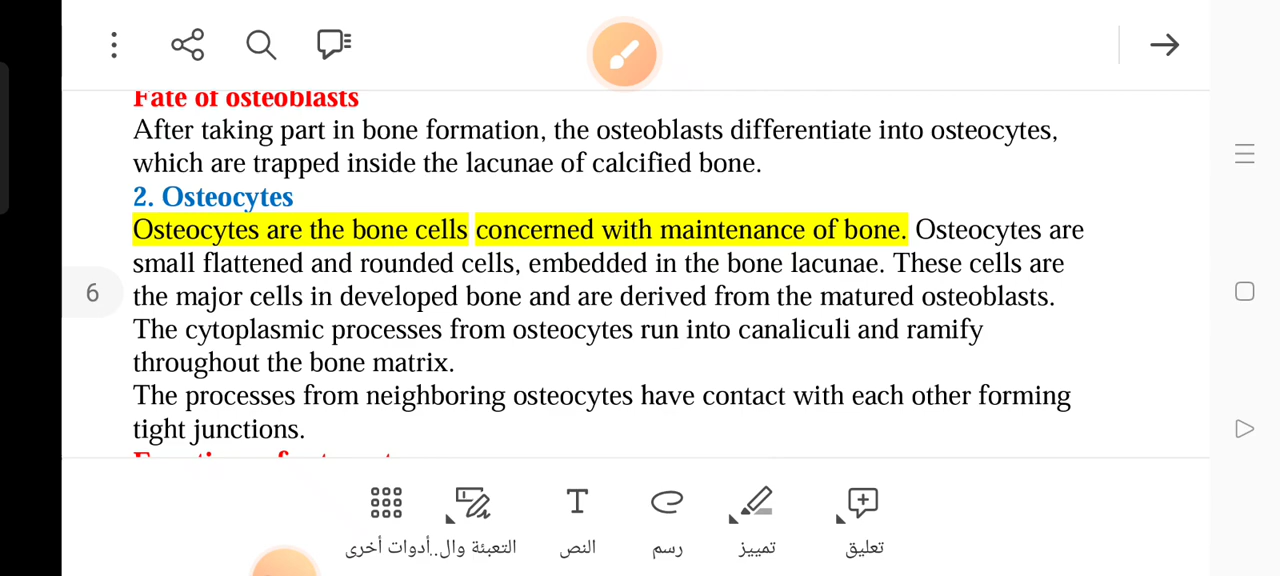 Fate of osteoblasts
After taking part in bone formation, the osteoblasts differentiate into osteocytes,
which are trapped inside the lacunae of calcified bone.
2. Osteocytes
Osteocytes are the bone cells concerned with maintenance of bone. Osteocytes are
small flattened and rounded cells, embedded in the bone lacunae. These cells are
6
the major cells in developed bone and are derived from the matured osteoblasts.
The cytoplasmic processes from osteocytes run into canaliculi and ramify
throughout the bone matrix.
The processes from neighboring osteocytes have contact with each other forming
tight junctions.
تعليق
تمييز
رسم
النص
التعبئة وال..
أدوات أخرى